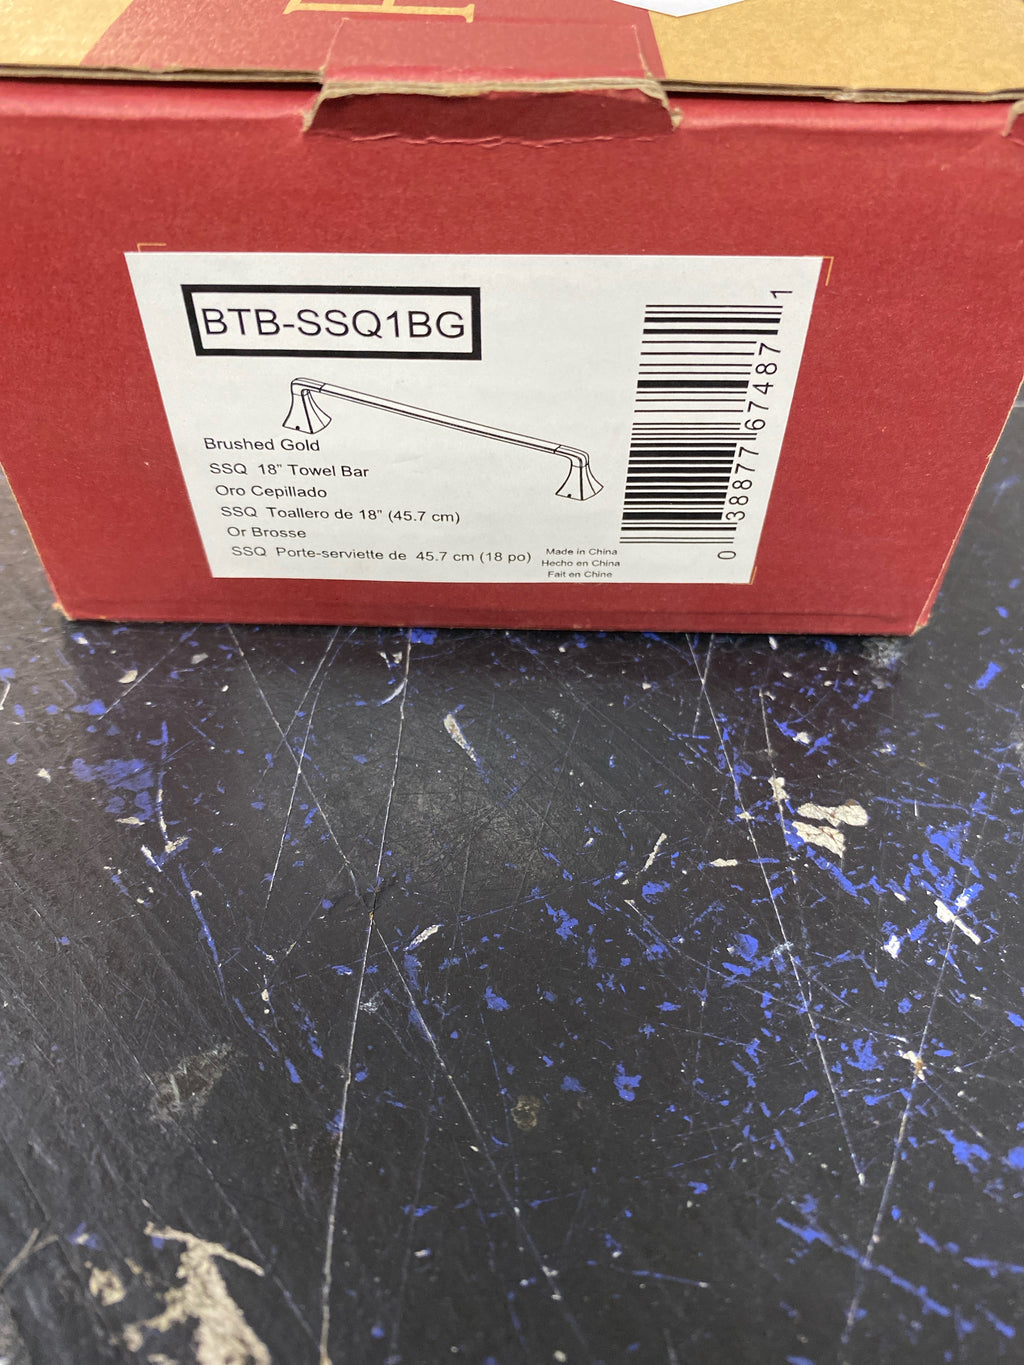 BTB-SSQ1BG
Brushed Gold
SSQ 18" Towel Bar
Oro Cepillado
SSQ Toallero de 18" (45.7 cm)
Or Brosse
SSQ Porte-serviette de 45.7 cm (18 po)
Made in China
Hecho en China
Fait en Chine
0 38877 67487 1